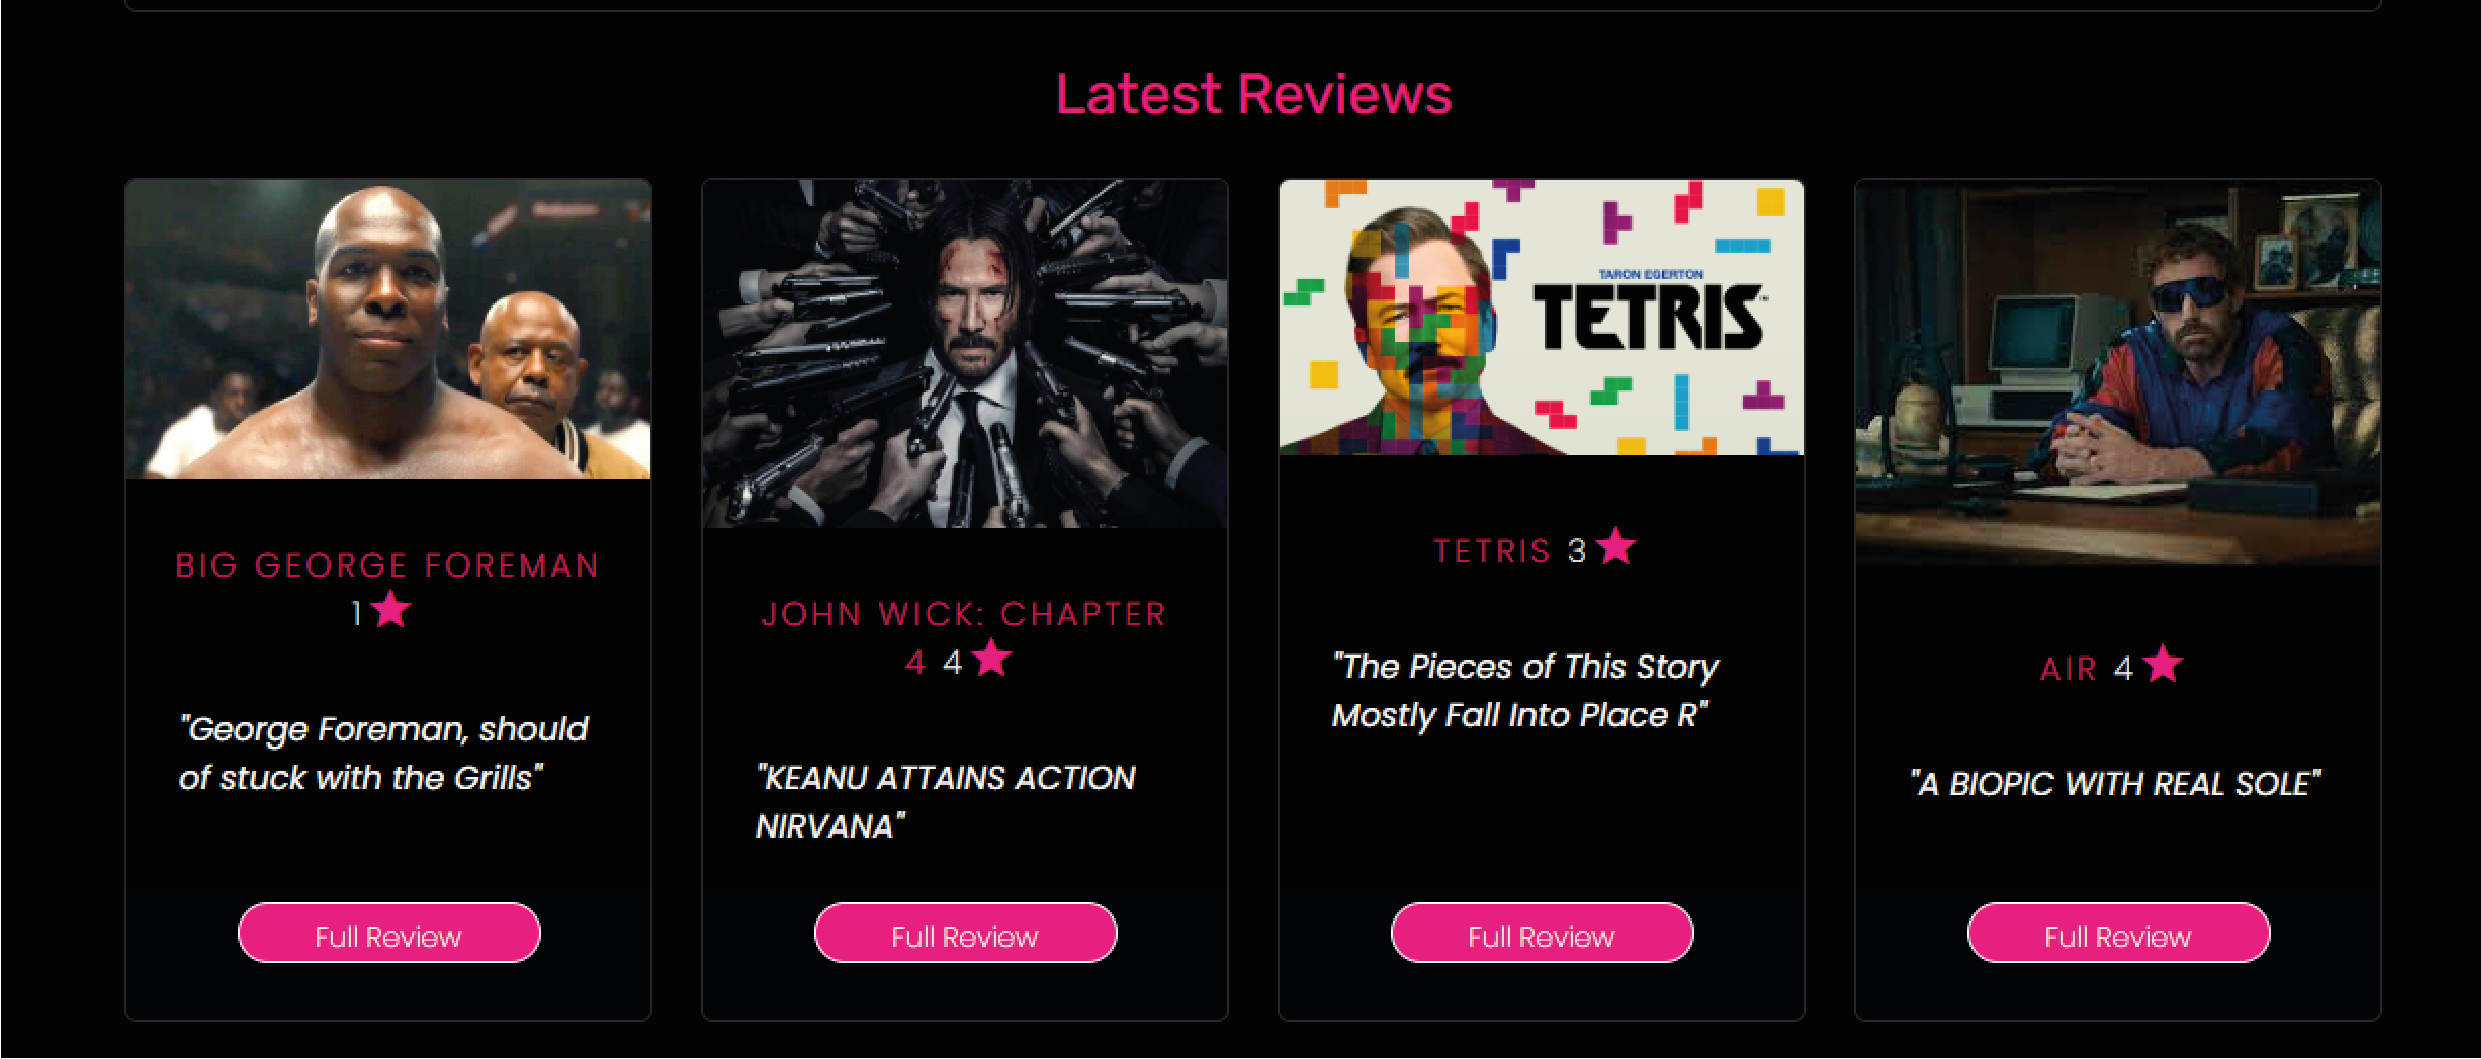 Latest Reviews
BIG GEORGE FOREMAN
1
"George Foreman, should
of stuck with the Grills"
Full Review
JOHN WICK: CHAPTER
4 4
"KEANU ATTAINS ACTION
NIRVANA"
Full Review
TARON EGERTON
TETRIS
TETRIS 3
"The Pieces of This Story
Mostly Fall Into Place R"
Full Review
AIR 4
"A BIOPIC WITH REAL SOLE"
Full Review